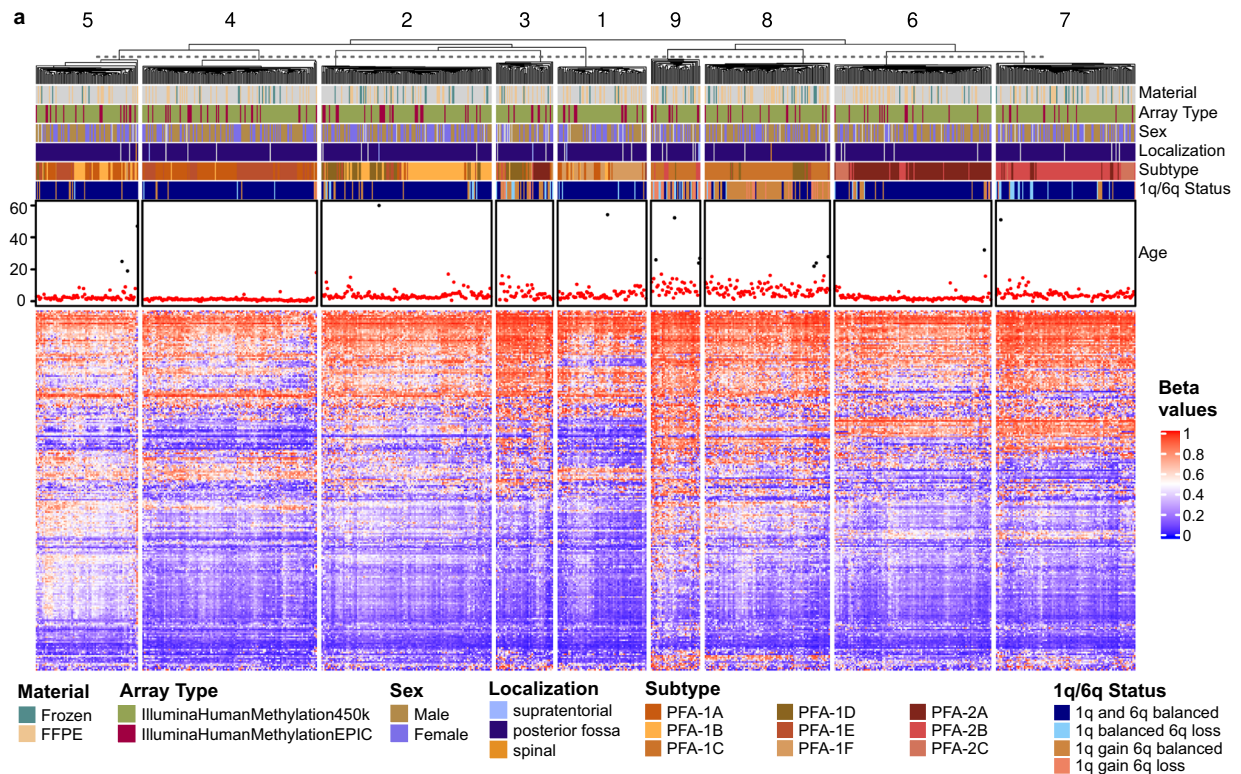 a
5 4 2 3 1 9 8 6 7
Material
Array Type
Sex
Localization
Subtype
1q/6q Status
60
40
20
0
Age
Beta
values
1
0.8
0.6
0.4
0.2
0
Material
Frozen
FFPE
Array Type
IlluminaHumanMethylation450k
IlluminaHumanMethylationEPIC
Sex
Male
Female
Localization
supratentorial
posterior fossa
spinal
Subtype
PFA-1A
PFA-1B
PFA-1C
PFA-1D
PFA-1E
PFA-1F
PFA-2A
PFA-2B
PFA-2C
1q/6q Status
1q and 6q balanced
1q balanced 6q loss
1q gain 6q balanced
1q gain 6q loss